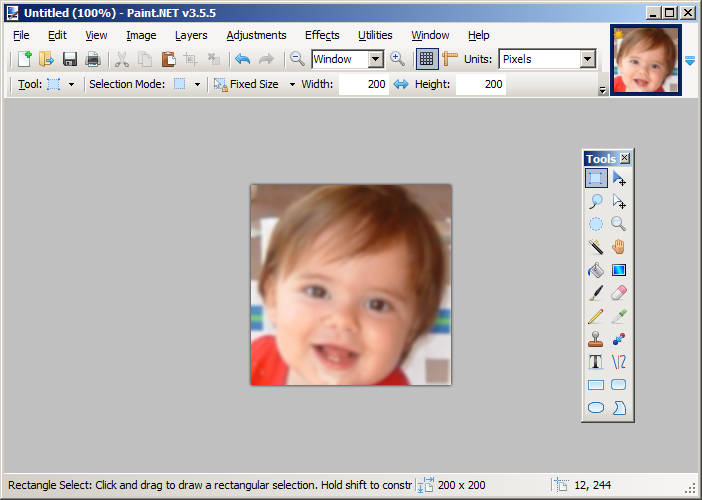 Untitled (100%) - Paint.NET v3.5.5
File Edit View Image Layers Adjustments Effects Utilities Window Help
Window Units: Pixels
Tool: Selection Mode: Fixed Size Width: 200 Height: 200
Tools
Rectangle Select: Click and drag to draw a rectangular selection. Hold shift to constr 200 x 200 12, 244